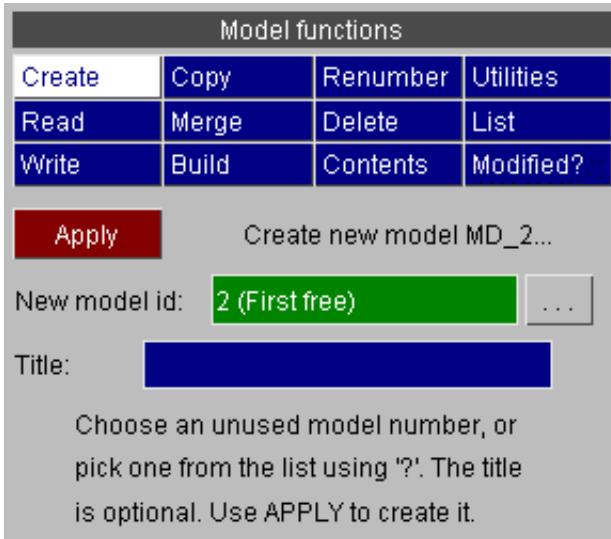 Model functions
Create Copy Renumber Utilities
Read Merge Delete List
Write Build Contents Modified?
Apply Create new model MD_2...
New model id: 2 (First free) ...
Title:
Choose an unused model number, or
pick one from the list using '?'. The title
is optional. Use APPLY to create it.